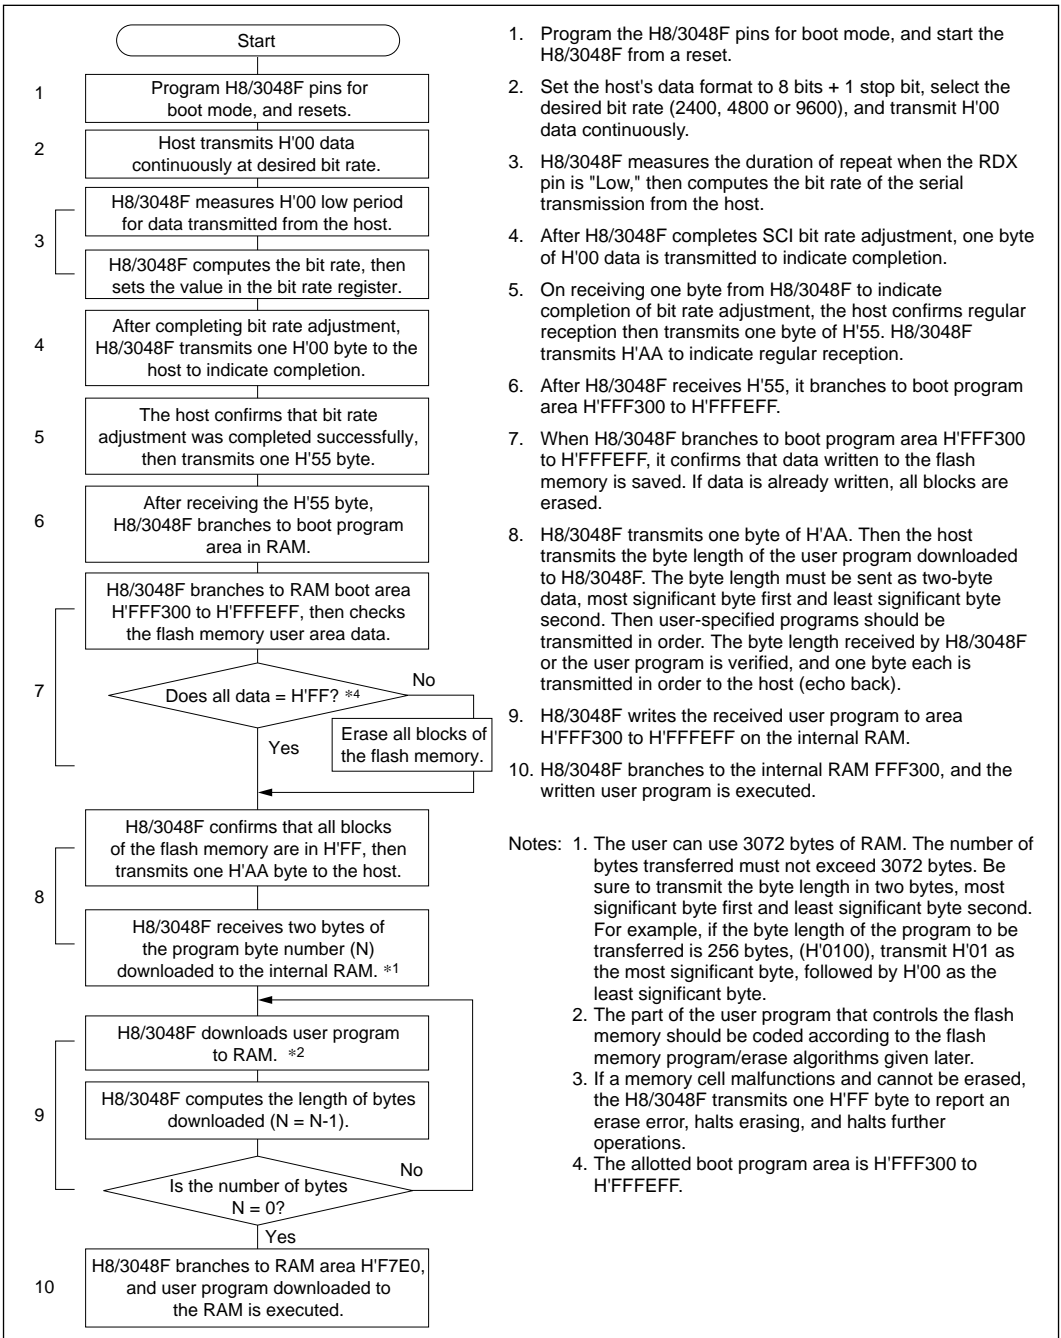 Start
1
Program H8/3048F pins for
boot mode, and resets.
2
Host transmits H'00 data
continuously at desired bit rate.
3
H8/3048F measures H'00 low period
for data transmitted from the host.
H8/3048F computes the bit rate, then
sets the value in the bit rate register.
4
After completing bit rate adjustment,
H8/3048F transmits one H'00 byte to the
host to indicate completion.
5
The host confirms that bit rate
adjustment was completed successfully,
then transmits one H'55 byte.
6
After receiving the H'55 byte,
H8/3048F branches to boot program
area in RAM.
7
H8/3048F branches to RAM boot area
H'FFF300 to H'FFFEFF, then checks
the flash memory user area data.
Does all data = H'FF? *4
No
Yes
Erase all blocks of
the flash memory.
8
H8/3048F confirms that all blocks
of the flash memory are in H'FF, then
transmits one H'AA byte to the host.
H8/3048F receives two bytes of
the program byte number (N)
downloaded to the internal RAM. *1
9
H8/3048F downloads user program
to RAM. *2
H8/3048F computes the length of bytes
downloaded (N = N-1).
Is the number of bytes
N = 0?
No
Yes
10
H8/3048F branches to RAM area H'F7E0,
and user program downloaded to
the RAM is executed.
1. Program the H8/3048F pins for boot mode, and start the
H8/3048F from a reset.
2. Set the host's data format to 8 bits + 1 stop bit, select the
desired bit rate (2400, 4800 or 9600), and transmit H'00
data continuously.
3. H8/3048F measures the duration of repeat when the RDX
pin is "Low," then computes the bit rate of the serial
transmission from the host.
4. After H8/3048F completes SCI bit rate adjustment, one byte
of H'00 data is transmitted to indicate completion.
5. On receiving one byte from H8/3048F to indicate
completion of bit rate adjustment, the host confirms regular
reception then transmits one byte of H'55. H8/3048F
transmits H'AA to indicate regular reception.
6. After H8/3048F receives H'55, it branches to boot program
area H'FFF300 to H'FFFEFF.
7. When H8/3048F branches to boot program area H'FFF300
to H'FFFEFF, it confirms that data written to the flash
memory is saved. If data is already written, all blocks are
erased.
8. H8/3048F transmits one byte of H'AA. Then the host
transmits the byte length of the user program downloaded
to H8/3048F. The byte length must be sent as two-byte
data, most significant byte first and least significant byte
second. Then user-specified programs should be
transmitted in order. The byte length received by H8/3048F
or the user program is verified, and one byte each is
transmitted in order to the host (echo back).
9. H8/3048F writes the received user program to area
H'FFF300 to H'FFFEFF on the internal RAM.
10. H8/3048F branches to the internal RAM FFF300, and the
written user program is executed.
Notes: 1. The user can use 3072 bytes of RAM. The number of
bytes transferred must not exceed 3072 bytes. Be
sure to transmit the byte length in two bytes, most
significant byte first and least significant byte second.
For example, if the byte length of the program to be
transferred is 256 bytes, (H'0100), transmit H'01 as
the most significant byte, followed by H'00 as the
least significant byte.
2. The part of the user program that controls the flash
memory should be coded according to the flash
memory program/erase algorithms given later.
3. If a memory cell malfunctions and cannot be erased,
the H8/3048F transmits one H'FF byte to report an
erase error, halts erasing, and halts further
operations.
4. The allotted boot program area is H'FFF300 to
H'FFFEFF.